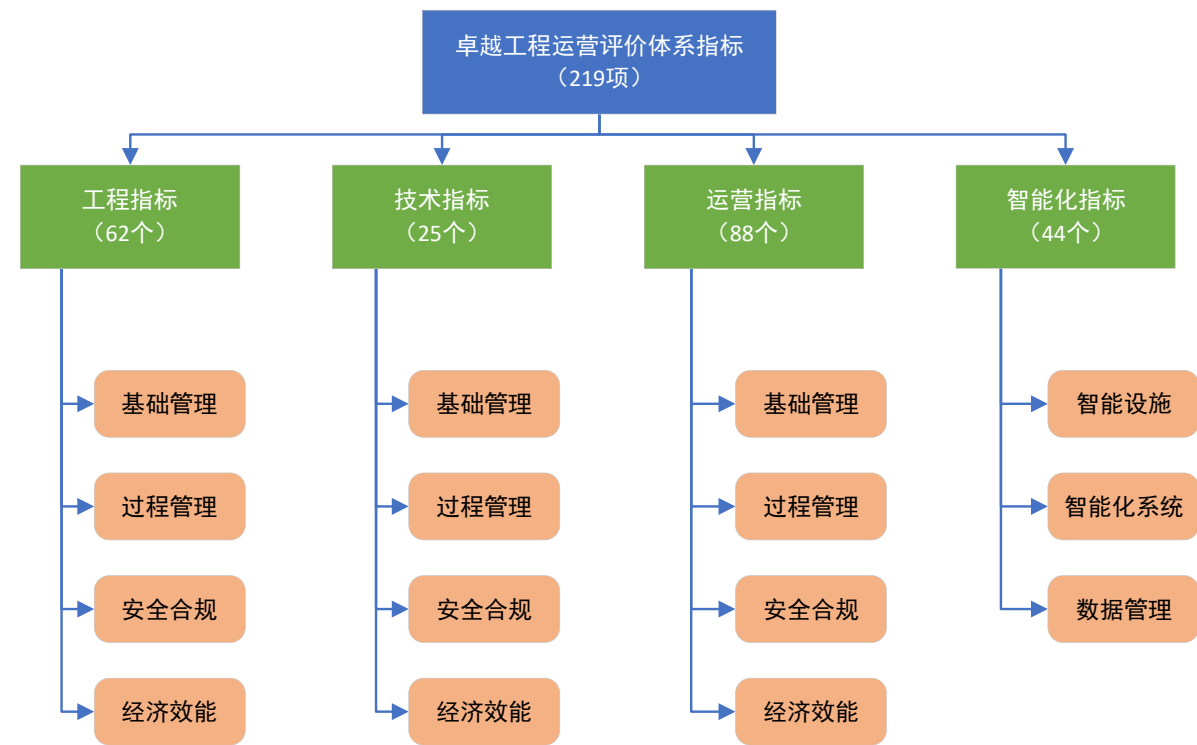 卓越工程运营评价体系指标
（219项）
工程指标
（62个）
技术指标
（25个）
运营指标
（88个）
智能化指标
（44个）
基础管理
基础管理
基础管理
智能设施
过程管理
过程管理
过程管理
智能化系统
安全合规
安全合规
安全合规
数据管理
经济效能
经济效能
经济效能